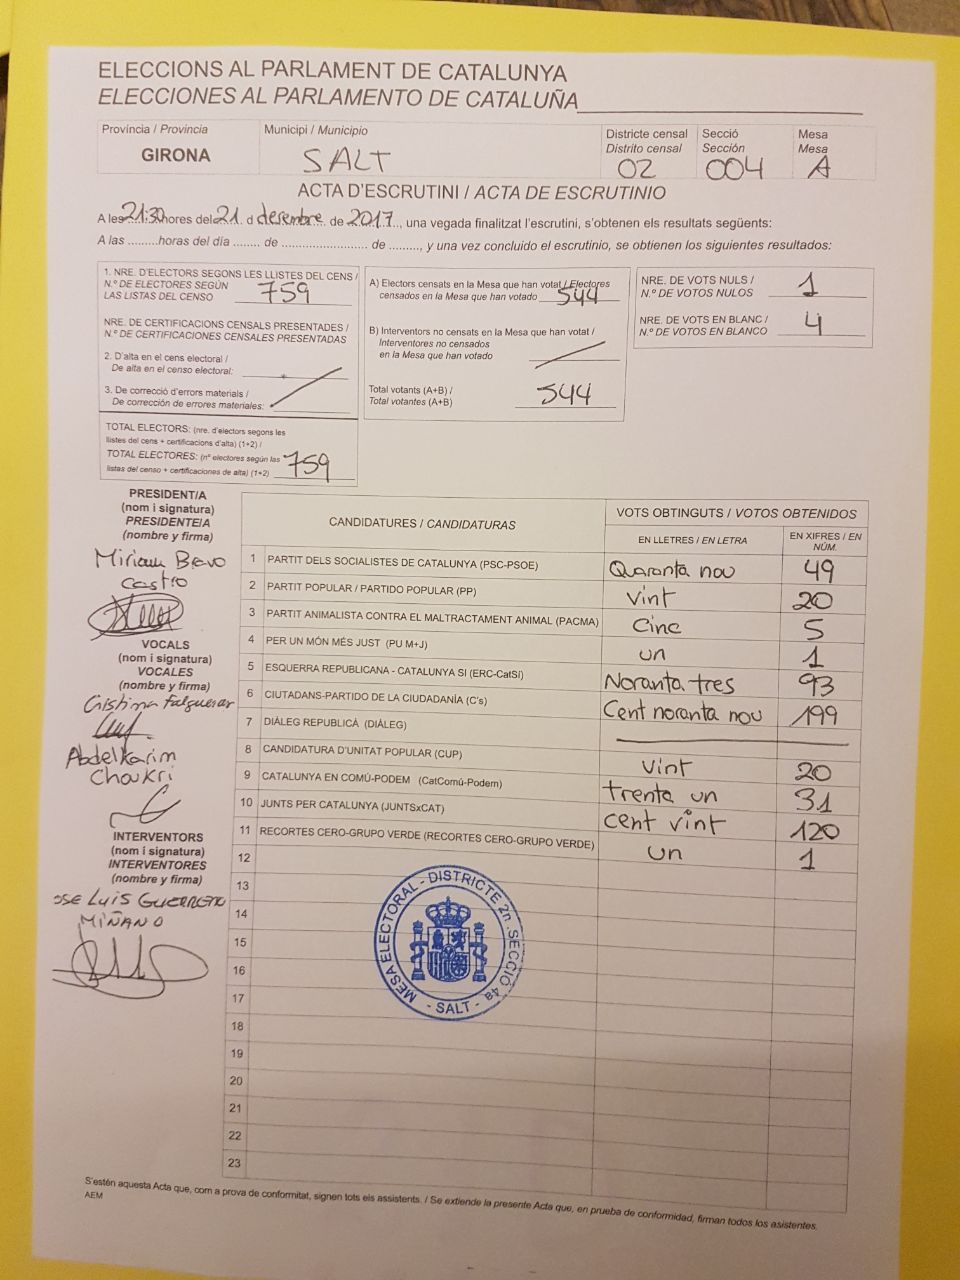 ELECCIONS AL PARLAMENT DE CATALUNYA
ELECCIONES AL PARLAMENTO DE CATALUÑA
Província / Provincia
GIRONA
Municipi / Municipio
SALT
Districte censal
Distrito censal
02
Secció
Sección
004
Mesa
Mesa
A
ACTA D'ESCRUTINI / ACTA DE ESCRUTINIO
A les 21:30 hores del 21. d desembre de 2017, una vegada finalitzat l'escrutini, s'obtenen els resultats següents:
A las .........horas del día ........ de .......................... de ........., y una vez concluido el escrutinio, se obtienen los siguientes resultados:
1. NRE. D'ELECTORS SEGONS LES LLISTES DEL CENS /
N.º DE ELECTORES SEGÚN
LAS LISTAS DEL CENSO 759
NRE. DE CERTIFICACIONS CENSALS PRESENTADES /
N.º DE CERTIFICACIONES CENSALES PRESENTADAS
2. D'alta en el cens electoral /
De alta en el censo electoral:
3. De correcció d'errors materials /
De corrección de errores materiales:
TOTAL ELECTORS: (nre. d'electors segons les
llistes del cens + certificacions d'alta) (1+2) /
TOTAL ELECTORES: (nº electores según las
listas del censo + certificaciones de alta) (1+2) 759
A) Electors censats en la Mesa que han votat / Electores
censados en la Mesa que han votado 544
B) Interventors no censats en la Mesa que han votat /
Interventores no censados
en la Mesa que han votado
Total votants (A+B) /
Total votantes (A+B) 544
NRE. DE VOTS NULS /
N.º DE VOTOS NULOS 1
NRE. DE VOTS EN BLANC /
N.º DE VOTOS EN BLANCO 4
PRESIDENT/A
(nom i signatura)
PRESIDENTE/A
(nombre y firma)
Miriam Bravo
Castro
VOCALS
(nom i signatura)
VOCALES
(nombre y firma)
Cristina Falgueras
Abdelkarim
Choukri
INTERVENTORS
(nom i signatura)
INTERVENTORES
(nombre y firma)
JOSE LUIS GUERRERO
MIÑANO
CANDIDATURES / CANDIDATURAS
VOTS OBTINGUTS / VOTOS OBTENIDOS
EN LLETRES / EN LETRA
EN XIFRES / EN NÚM.
1 PARTIT DELS SOCIALISTES DE CATALUNYA (PSC-PSOE) Quaranta nou 49
2 PARTIT POPULAR / PARTIDO POPULAR (PP) vint 20
3 PARTIT ANIMALISTA CONTRA EL MALTRACTAMENT ANIMAL (PACMA) Cinc 5
4 PER UN MÓN MÉS JUST (PU M+J) un 1
5 ESQUERRA REPUBLICANA - CATALUNYA SÍ (ERC-CatSí) Noranta tres 93
6 CIUTADANS-PARTIDO DE LA CIUDADANÍA (C's) Cent noranta nou 199
7 DIÀLEG REPUBLICÀ (DIÀLEG)
8 CANDIDATURA D'UNITAT POPULAR (CUP) Vint 20
9 CATALUNYA EN COMÚ-PODEM (CatComú-Podem) trenta un 31
10 JUNTS PER CATALUNYA (JUNTSxCAT) cent vint 120
11 RECORTES CERO-GRUPO VERDE (RECORTES CERO-GRUPO VERDE) un 1
12
13
14
15
16
17
18
19
20
21
22
23
MESA ELECTORAL - DISTRICTE 2n. SECCIÓ 4a - SALT -
S'estén aquesta Acta que, com a prova de conformitat, signen tots els assistents. / Se extiende la presente Acta que, en prueba de conformidad, firman todos los asistentes.
AEM